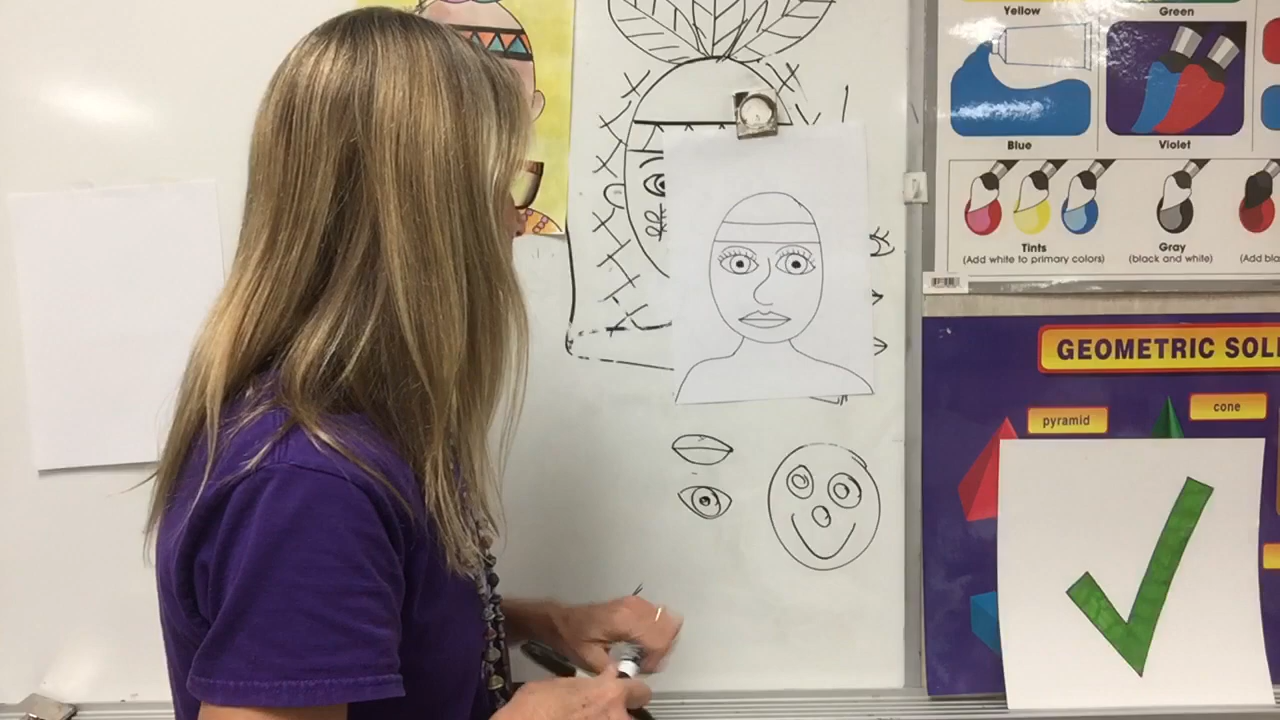 Yellow
Green
Blue
Violet
Tints
(Add white to primary colors)
Gray
(black and white)
(Add bla
GEOMETRIC SOLI
pyramid
cone